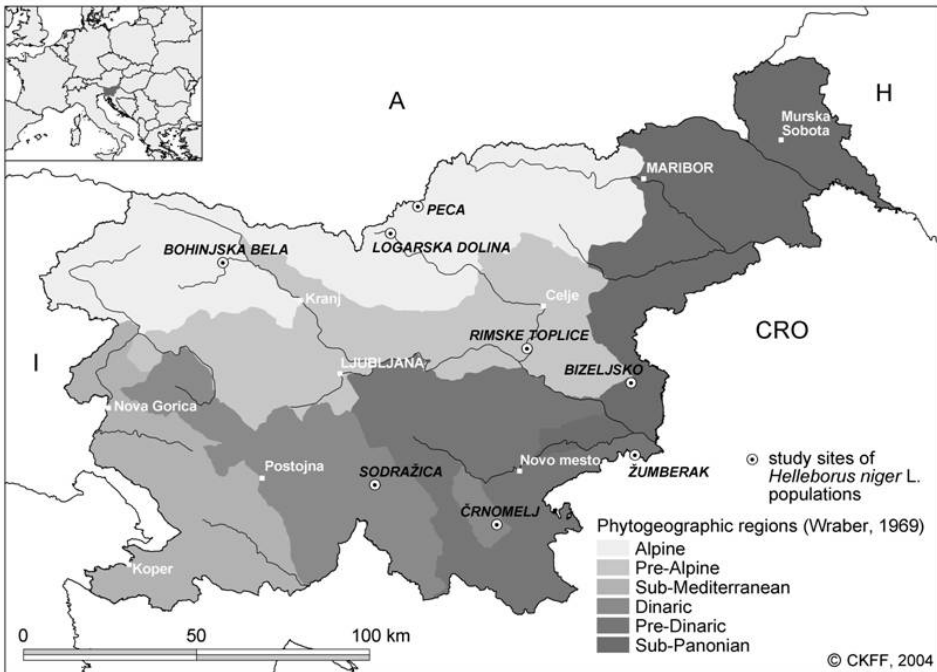 A
H
Murska
Sobota
MARIBOR
PECA
LOGARSKA DOLINA
BOHINJSKA BELA
Kranj
Celje
CRO
RIMSKE TOPLICE
I
LJUBLJANA
BIZELJSKO
Nova Gorica
Postojna
SODRAŽICA
Novo mesto
ŽUMBERAK
ČRNOMELJ
Koper
study sites of
Helleborus niger L.
populations
Phytogeographic regions (Wraber, 1969)
Alpine
Pre-Alpine
Sub-Mediterranean
Dinaric
Pre-Dinaric
Sub-Panonian
0 50 100 km
© CKFF, 2004